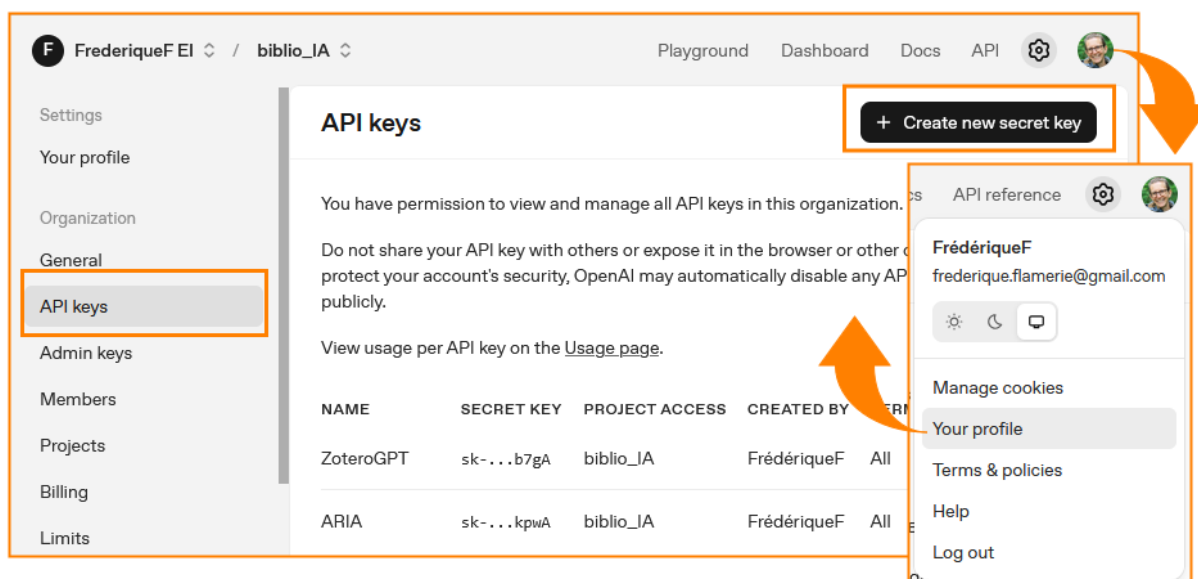 F FrederiqueF EI / biblio_IA Playground Dashboard Docs API
Settings
Your profile
Organization
General
API keys
Admin keys
Members
Projects
Billing
Limits
API keys
+ Create new secret key
You have permission to view and manage all API keys in this organization.
Do not share your API key with others or expose it in the browser or other
protect your account's security, OpenAI may automatically disable any AP
publicly.
View usage per API key on the Usage page.
NAME SECRET KEY PROJECT ACCESS CREATED BY
ZoteroGPT sk-...b7gA biblio_IA FrédériqueF All
ARIA sk-...kpwA biblio_IA FrédériqueF All
API reference
FrédériqueF
frederique.flamerie@gmail.com
Manage cookies
Your profile
Terms & policies
Help
Log out